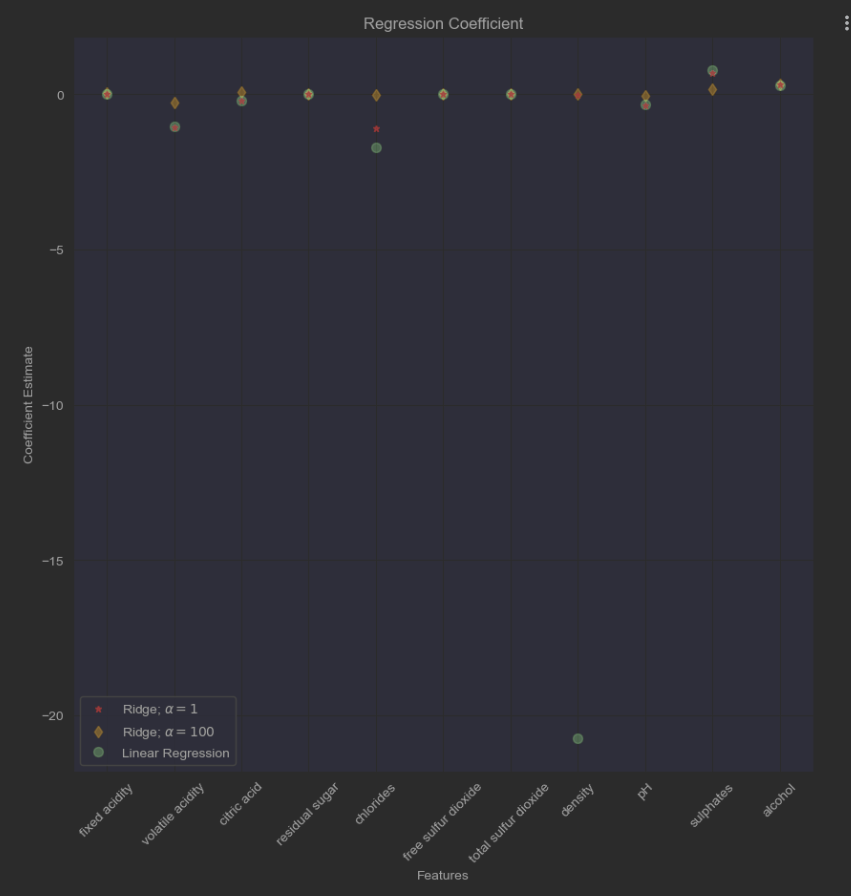 Regression Coefficient
0
−5
−10
−15
−20
Coefficient Estimate
Ridge; α = 1
Ridge; α = 100
Linear Regression
fixed acidity
volatile acidity
citric acid
residual sugar
chlorides
free sulfur dioxide
total sulfur dioxide
density
pH
sulphates
alcohol
Features